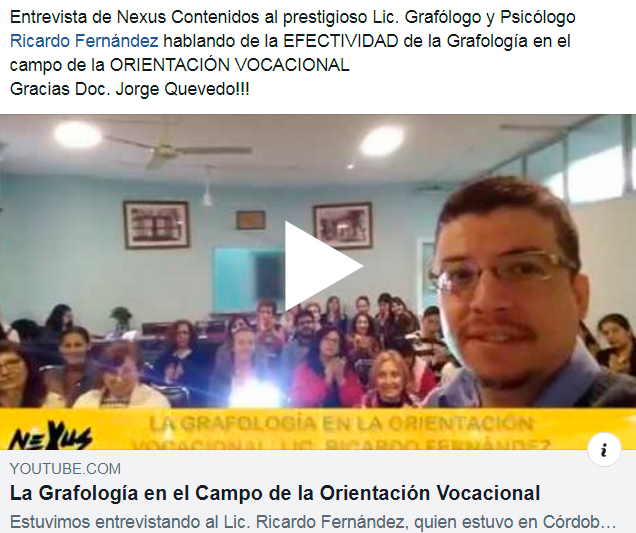 Entrevista de Nexus Contenidos al prestigioso Lic. Grafólogo y Psicólogo
Ricardo Fernández hablando de la EFECTIVIDAD de la Grafología en el
campo de la ORIENTACIÓN VOCACIONAL
Gracias Doc. Jorge Quevedo!!!
NEXUS
LA GRAFOLOGÍA EN LA ORIENTACIÓN
VOCACIONAL LIC. RICARDO FERNÁNDEZ
i
YOUTUBE.COM
La Grafología en el Campo de la Orientación Vocacional
Estuvimos entrevistando al Lic. Ricardo Fernández, quien estuvo en Córdob…